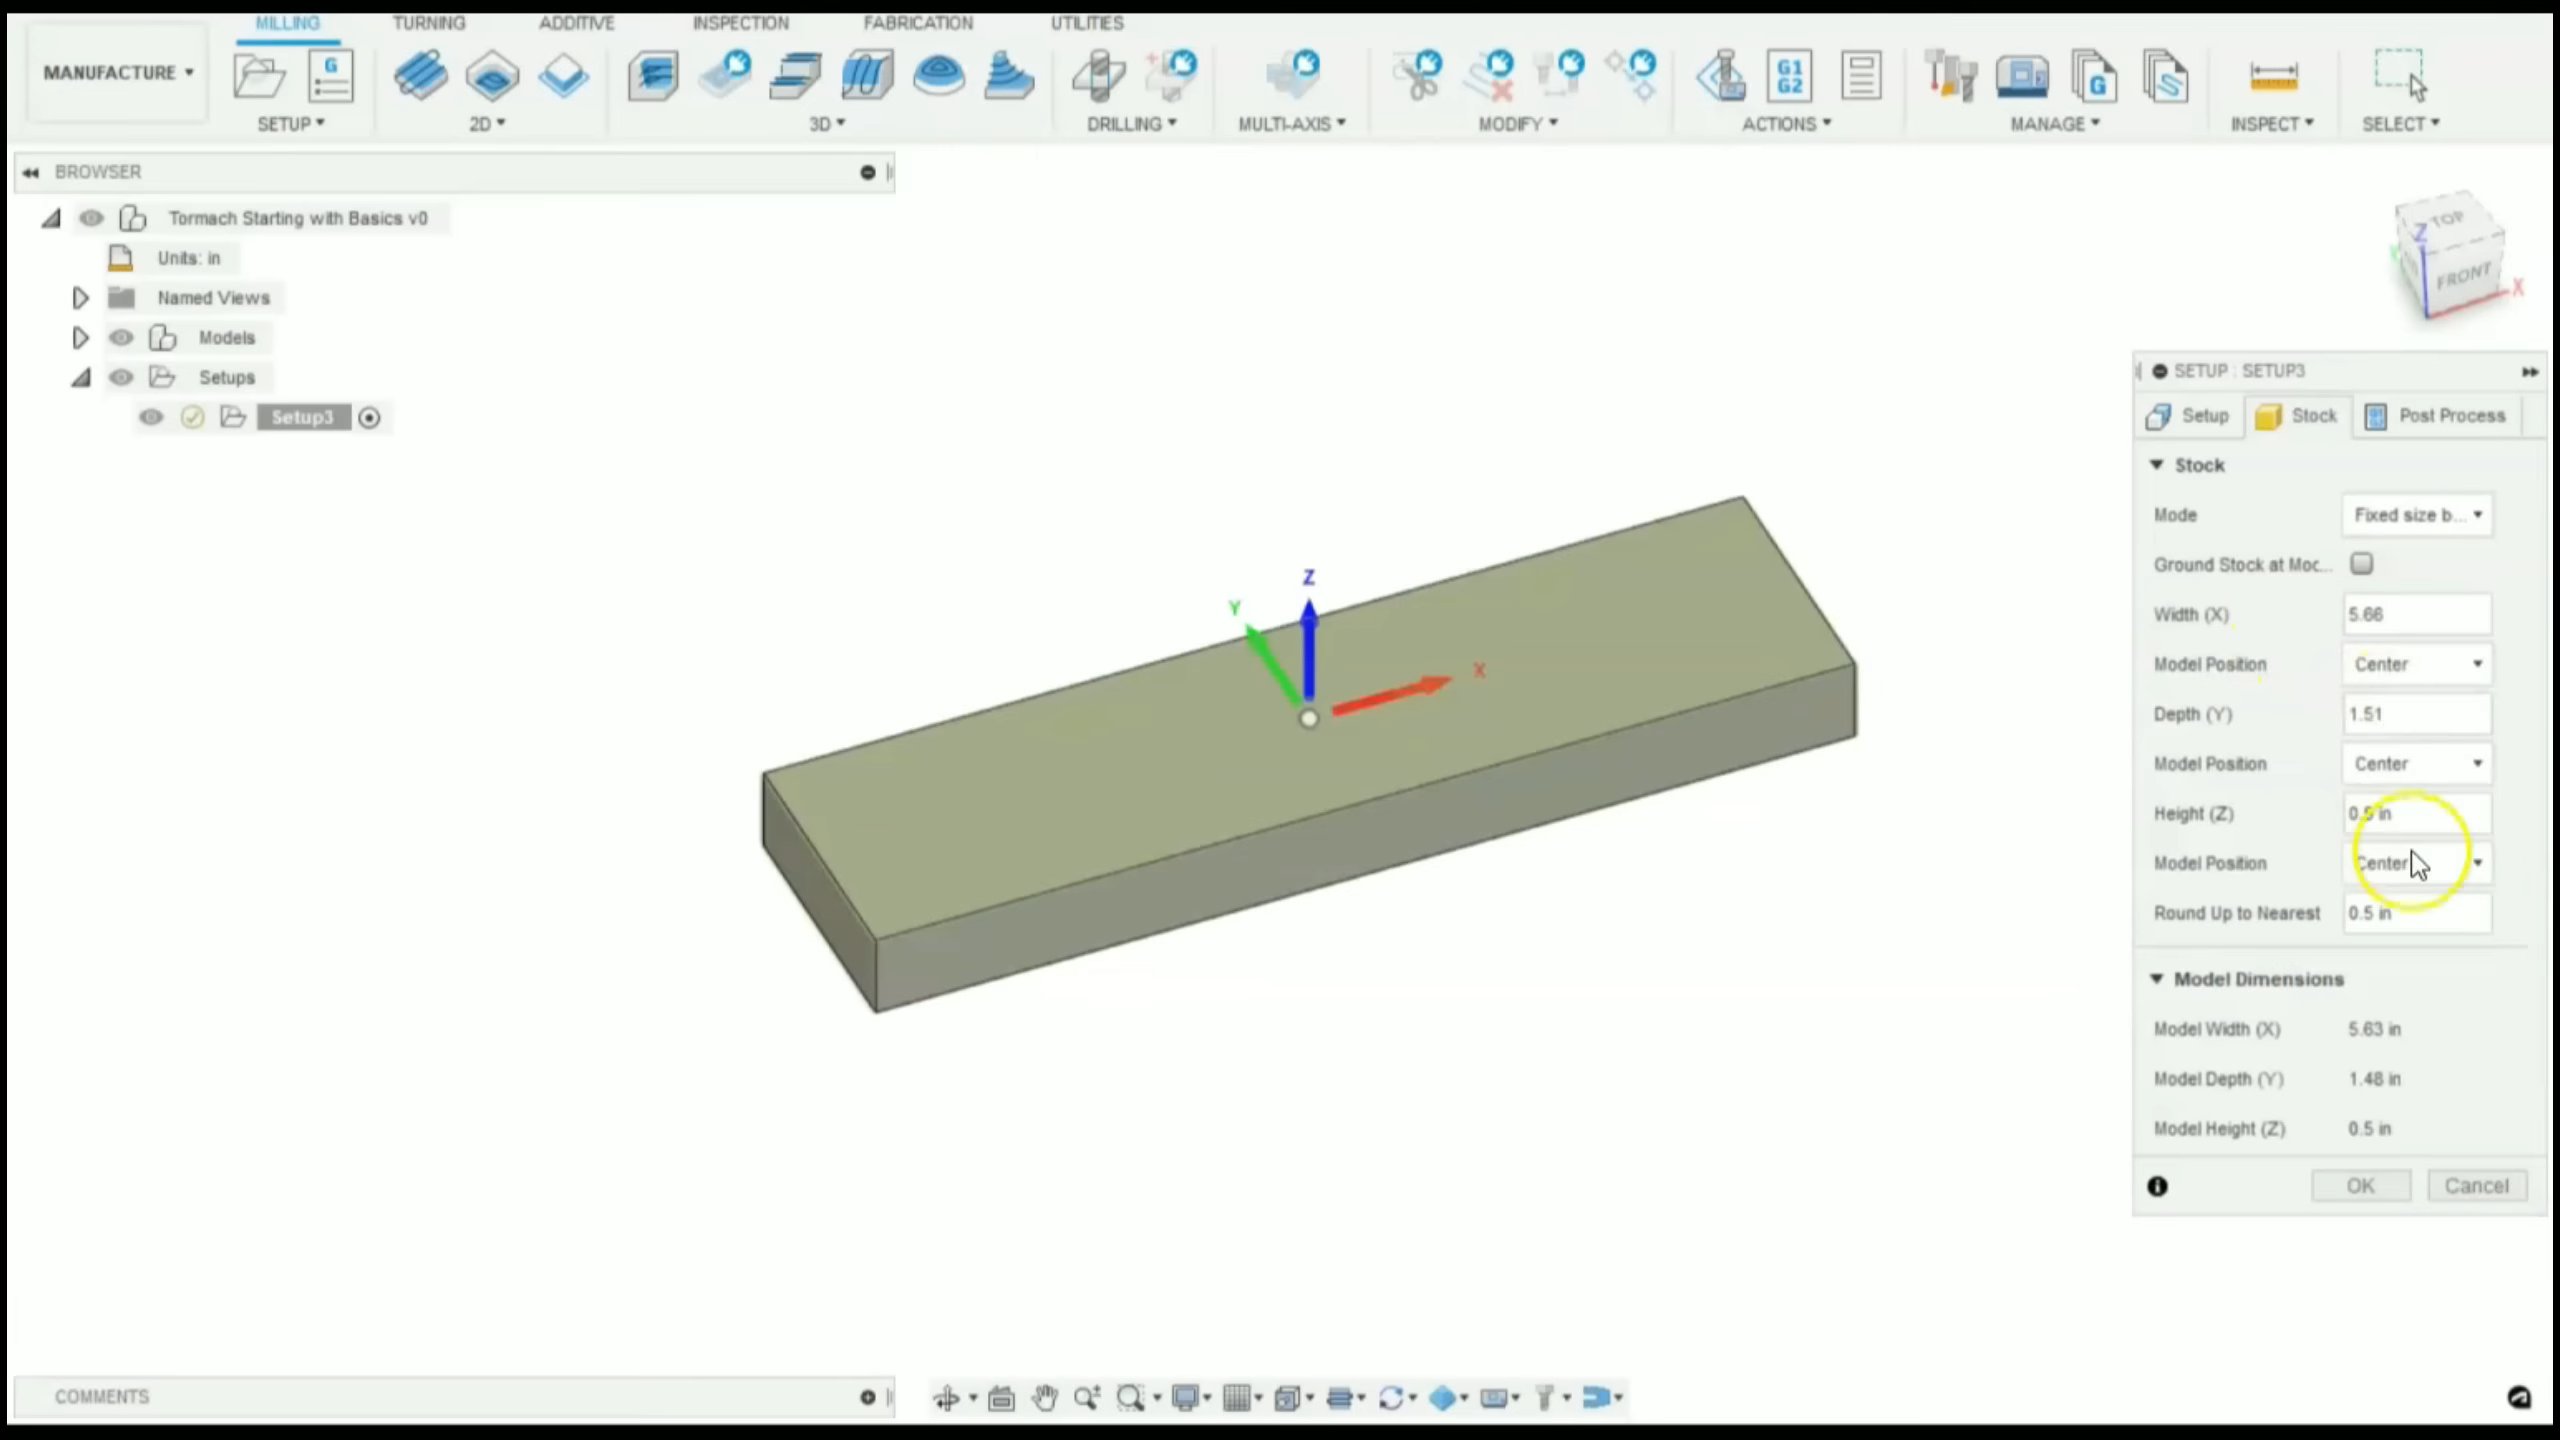 MILLING TURNING ADDITIVE INSPECTION FABRICATION UTILITIES
MANUFACTURE
G G1 G2 G
SETUP 2D 3D DRILLING MULTI-AXIS MODIFY ACTIONS MANAGE INSPECT SELECT
BROWSER
Tormach Starting with Basics v0
Units: in
Named Views
Models
Setups
Setup3
TOP
FRONT
Z
X
Z
Y
X
SETUP : SETUP3
Setup Stock Post Process
Stock
Mode Fixed size b...
Ground Stock at Moc...
Width (X) 5.66
Model Position Center
Depth (Y) 1.51
Model Position Center
Height (Z) 0.5 in
Model Position Center
Round Up to Nearest 0.5 in
Model Dimensions
Model Width (X) 5.63 in
Model Depth (Y) 1.48 in
Model Height (Z) 0.5 in
OK Cancel
COMMENTS